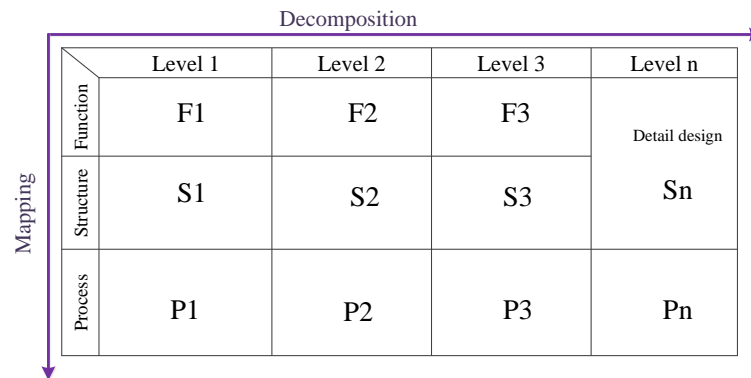 Decomposition
Level 1 Level 2 Level 3 Level n
Function F1 F2 F3
Detail design
Mapping
Structure S1 S2 S3 Sn
Process P1 P2 P3 Pn